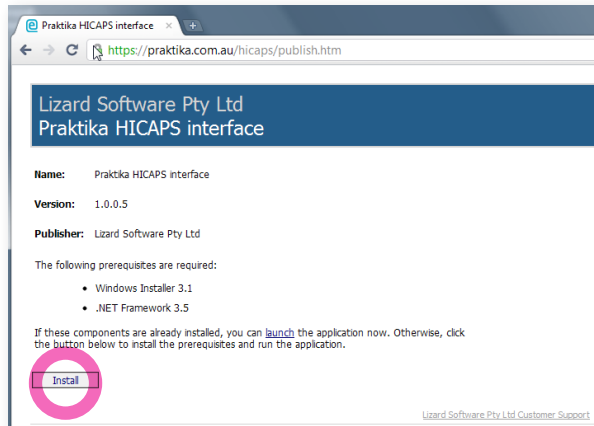 Praktika HICAPS interface
https://praktika.com.au/hicaps/publish.htm
Lizard Software Pty Ltd
Praktika HICAPS interface
Name: Praktika HICAPS interface
Version: 1.0.0.5
Publisher: Lizard Software Pty Ltd
The following prerequisites are required:
• Windows Installer 3.1
• .NET Framework 3.5
If these components are already installed, you can launch the application now. Otherwise, click
the button below to install the prerequisites and run the application.
Install
Lizard Software Pty Ltd Customer Support